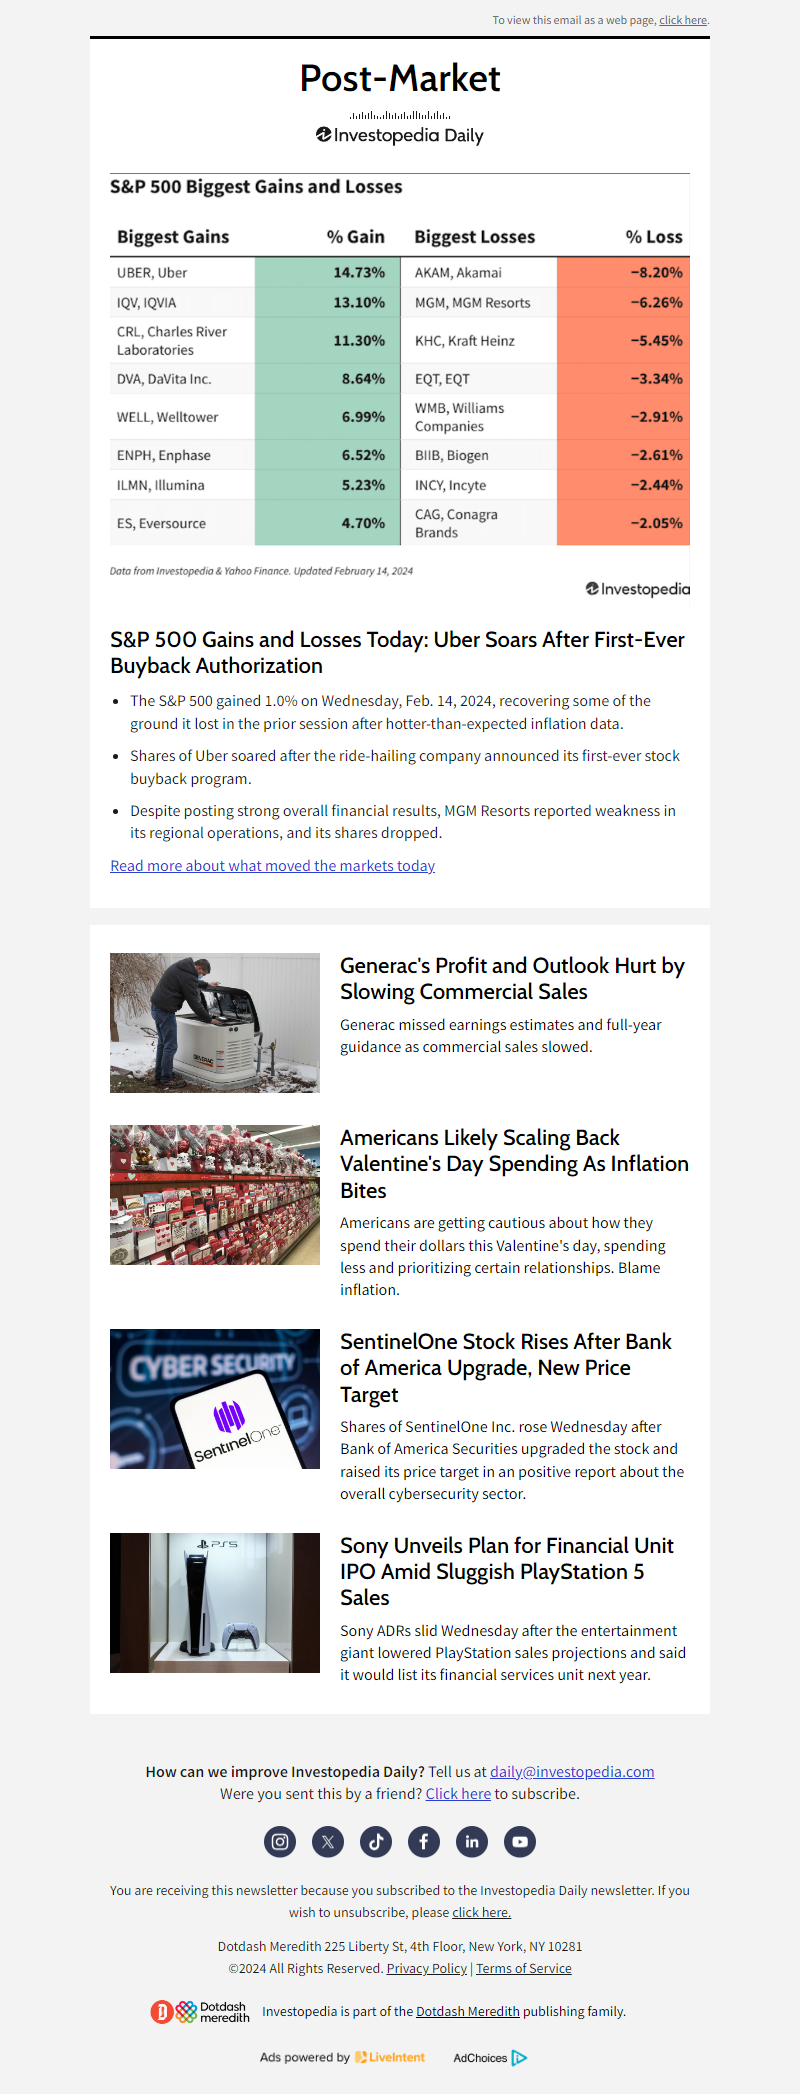 To view this email as a web page, click here.
Post-Market
Investopedia Daily
S&P 500 Biggest Gains and Losses
Biggest Gains % Gain Biggest Losses % Loss
UBER, Uber 14.73% AKAM, Akamai −8.20%
IQV, IQVIA 13.10% MGM, MGM Resorts −6.26%
CRL, Charles River
Laboratories 11.30% KHC, Kraft Heinz −5.45%
DVA, DaVita Inc. 8.64% EQT, EQT −3.34%
WELL, Welltower 6.99% WMB, Williams
Companies −2.91%
ENPH, Enphase 6.52% BIIB, Biogen −2.61%
ILMN, Illumina 5.23% INCY, Incyte −2.44%
ES, Eversource 4.70% CAG, Conagra
Brands −2.05%
Data from Investopedia & Yahoo Finance. Updated February 14, 2024
Investopedia
S&P 500 Gains and Losses Today: Uber Soars After First-Ever
Buyback Authorization
• The S&P 500 gained 1.0% on Wednesday, Feb. 14, 2024, recovering some of the
ground it lost in the prior session after hotter-than-expected inflation data.
• Shares of Uber soared after the ride-hailing company announced its first-ever stock
buyback program.
• Despite posting strong overall financial results, MGM Resorts reported weakness in
its regional operations, and its shares dropped.
Read more about what moved the markets today
GENERAC
Generac's Profit and Outlook Hurt by
Slowing Commercial Sales
Generac missed earnings estimates and full-year
guidance as commercial sales slowed.
Americans Likely Scaling Back
Valentine's Day Spending As Inflation
Bites
Americans are getting cautious about how they
spend their dollars this Valentine's day, spending
less and prioritizing certain relationships. Blame
inflation.
CYBER SECURITY
SentinelOne
SentinelOne Stock Rises After Bank
of America Upgrade, New Price
Target
Shares of SentinelOne Inc. rose Wednesday after
Bank of America Securities upgraded the stock and
raised its price target in an positive report about the
overall cybersecurity sector.
PS5
Sony Unveils Plan for Financial Unit
IPO Amid Sluggish PlayStation 5
Sales
Sony ADRs slid Wednesday after the entertainment
giant lowered PlayStation sales projections and said
it would list its financial services unit next year.
How can we improve Investopedia Daily? Tell us at daily@investopedia.com
Were you sent this by a friend? Click here to subscribe.
You are receiving this newsletter because you subscribed to the Investopedia Daily newsletter. If you
wish to unsubscribe, please click here.
Dotdash Meredith 225 Liberty St, 4th Floor, New York, NY 10281
©2024 All Rights Reserved. Privacy Policy | Terms of Service
Dotdash
meredith
Investopedia is part of the Dotdash Meredith publishing family.
Ads powered by LiveIntent AdChoices